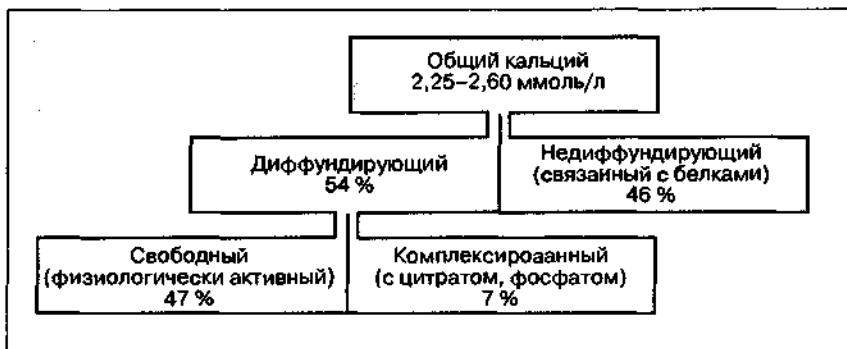 Общий кальций
2,25–2,60 ммоль/л
Диффундирующий
54 %
Недиффундирующий
(связанный с белками)
46 %
Свободный
(физиологически активный)
47 %
Комплексироаанный
(с цитратом, фосфатом)
7 %